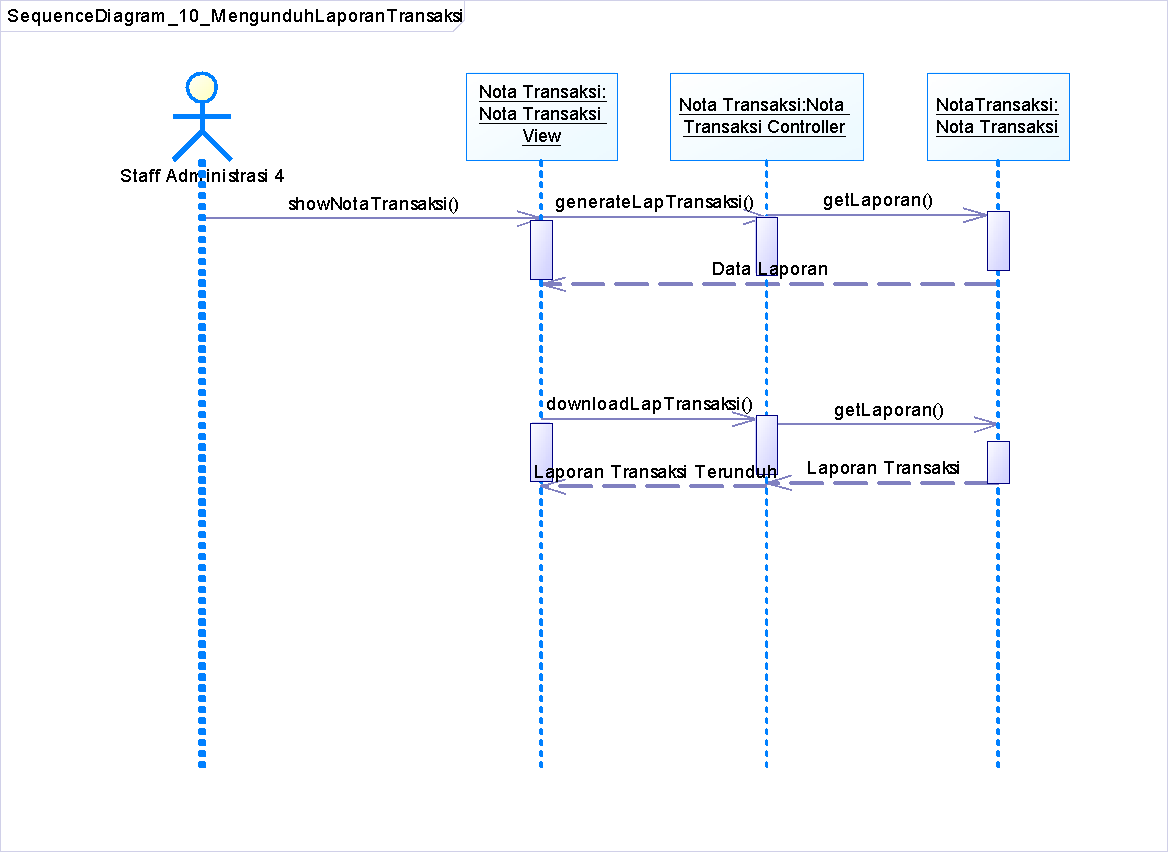 SequenceDiagram_10_MengunduhLaporanTransaksi
Nota Transaksi:
Nota Transaksi
View
Nota Transaksi:Nota
Transaksi Controller
NotaTransaksi:
Nota Transaksi
Staff Administrasi 4
showNotaTransaksi()
generateLapTransaksi()
getLaporan()
Data Laporan
downloadLapTransaksi()
getLaporan()
Laporan Transaksi Terunduh
Laporan Transaksi